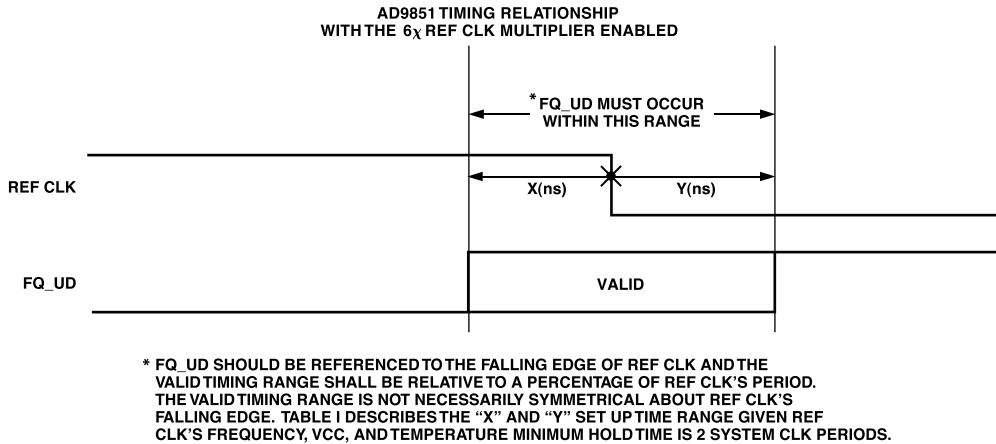 AD9851 TIMING RELATIONSHIP
WITH THE 6χ REF CLK MULTIPLIER ENABLED
* FQ_UD MUST OCCUR
WITHIN THIS RANGE
REF CLK
X(ns)
Y(ns)
FQ_UD
VALID
* FQ_UD SHOULD BE REFERENCED TO THE FALLING EDGE OF REF CLK AND THE
VALID TIMING RANGE SHALL BE RELATIVE TO A PERCENTAGE OF REF CLK'S PERIOD.
THE VALID TIMING RANGE IS NOT NECESSARILY SYMMETRICAL ABOUT REF CLK'S
FALLING EDGE. TABLE I DESCRIBES THE “X” AND “Y” SET UP TIME RANGE GIVEN REF
CLK'S FREQUENCY, VCC, AND TEMPERATURE MINIMUM HOLD TIME IS 2 SYSTEM CLK PERIODS.